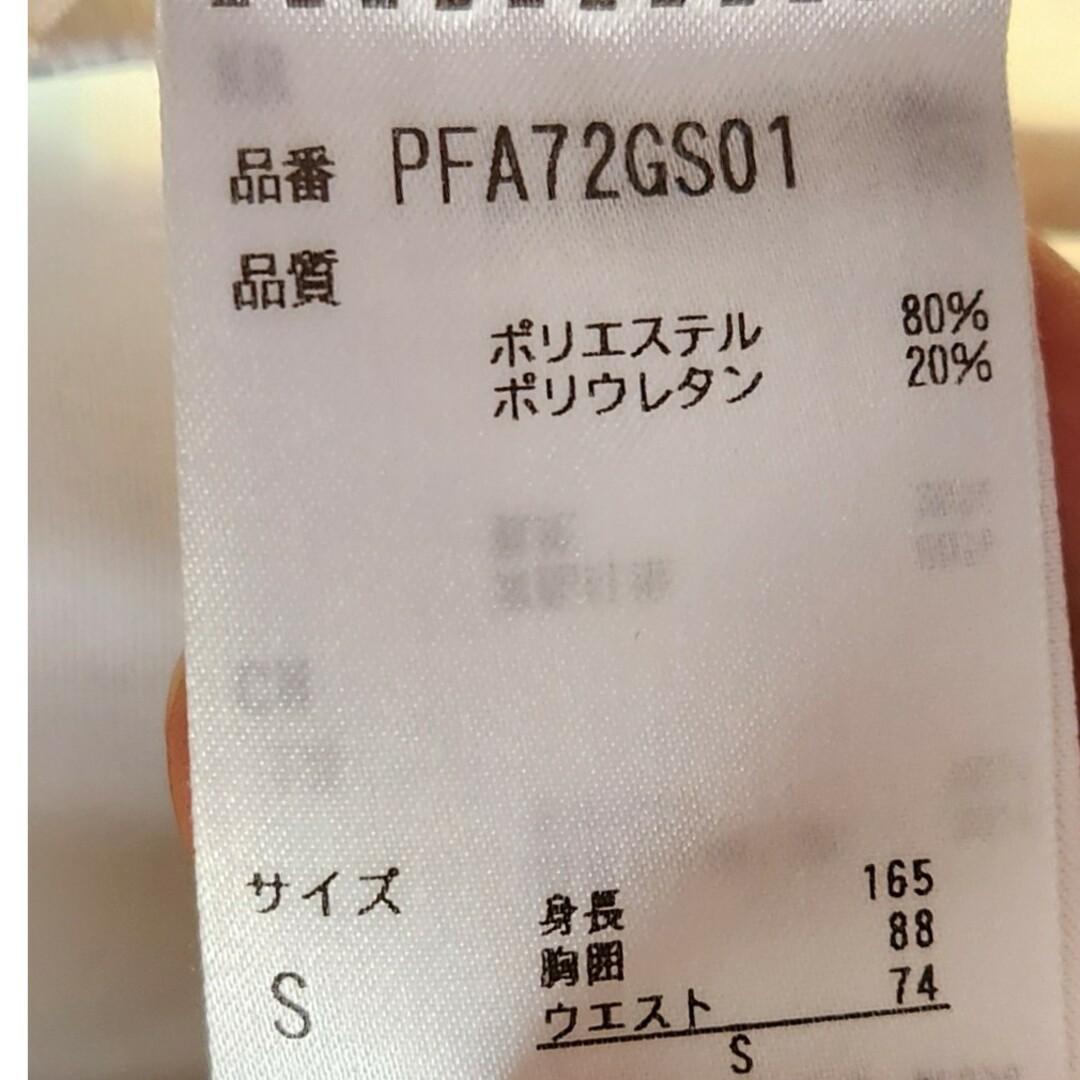 品番 PFA72GS01
品質
ポリエステル 80%
ポリウレタン 20%
サイズ
S
身長 165
胸囲 88
ウエスト 74
S